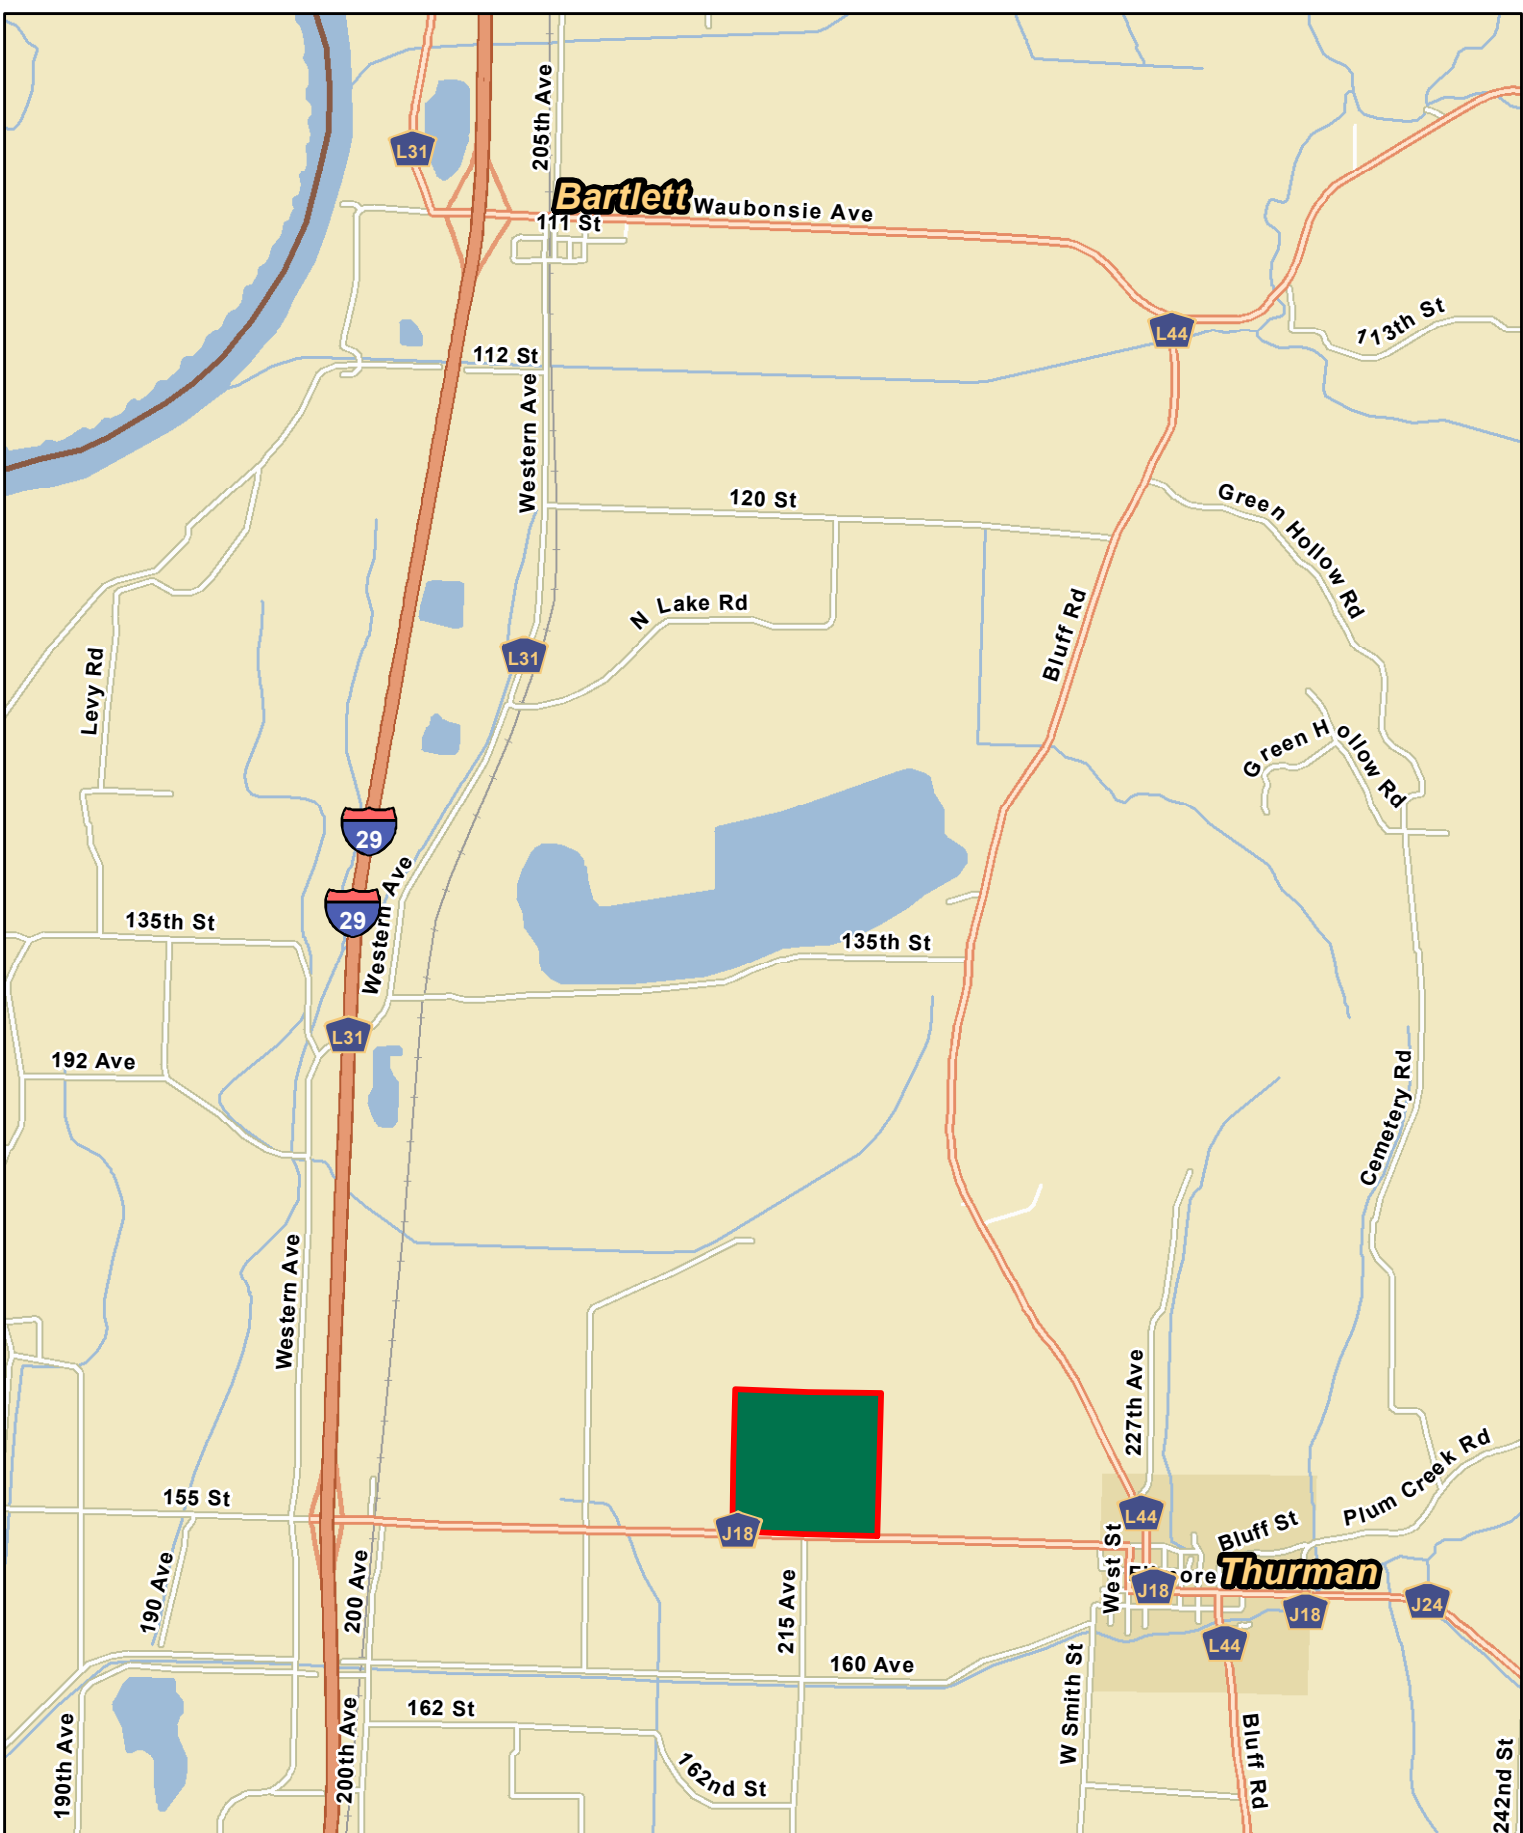 205th Ave
L31
Bartlett
Waubonsie Ave
111 St
L44
113th St
112 St
Western Ave
120 St
Green Hollow Rd
N Lake Rd
Bluff Rd
L31
Levy Rd
Green Hollow Rd
29
Western Ave
29
135th St
135th St
L31
192 Ave
Cemetery Rd
Western Ave
227th Ave
155 St
J18
L44
Plum Creek Rd
Bluff St
West St
Thurman
J18
J18
J24
190 Ave
200 Ave
215 Ave
L44
160 Ave
W Smith St
162 St
190th Ave
200th Ave
162nd St
Bluff Rd
242nd St